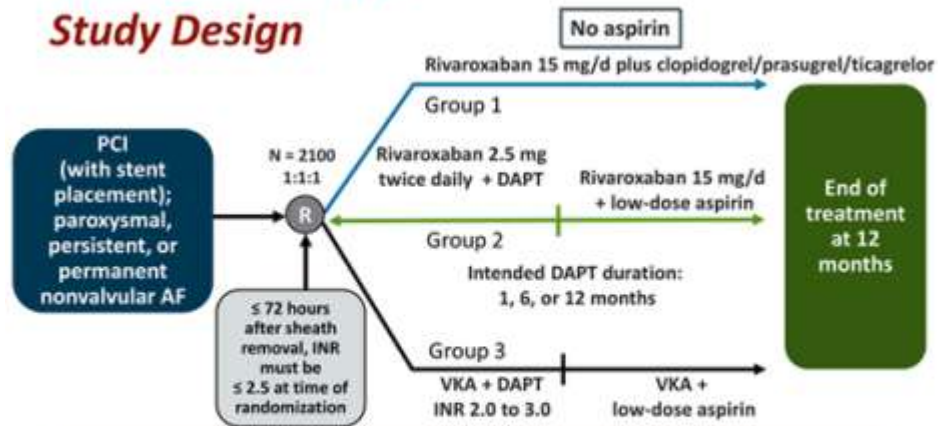 Study Design
No aspirin
Rivaroxaban 15 mg/d plus clopidogrel/prasugrel/ticagrelor
Group 1
PCI
(with stent
placement);
paroxysmal,
persistent, or
permanent
nonvalvular AF
N = 2100
1:1:1
R
Rivaroxaban 2.5 mg
twice daily + DAPT
Rivaroxaban 15 mg/d
+ low-dose aspirin
Group 2
Intended DAPT duration:
1, 6, or 12 months
≤ 72 hours
after sheath
removal, INR
must be
≤ 2.5 at time of
randomization
Group 3
VKA + DAPT
INR 2.0 to 3.0
VKA +
low-dose aspirin
End of
treatment
at 12
months